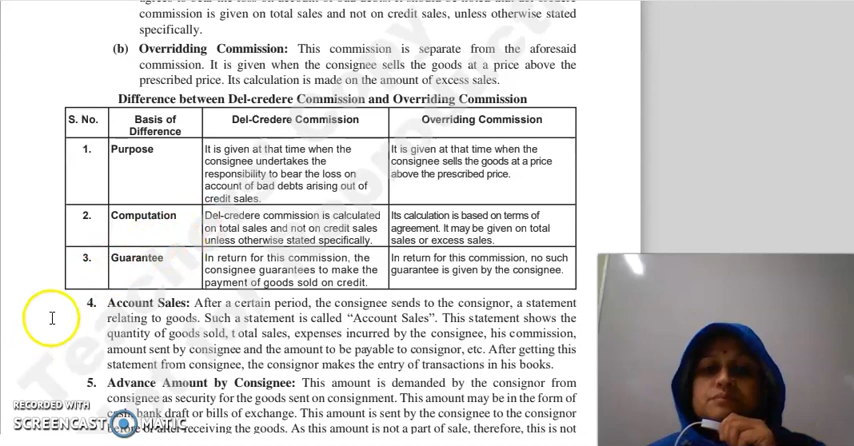 commission is given on total sales and not on credit sales, unless otherwise stated
specifically.
(b) Overridding Commission: This commission is separate from the aforesaid
commission. It is given when the consignee sells the goods at a price above the
prescribed price. Its calculation is made on the amount of excess sales.
Difference between Del-credere Commission and Overriding Commission
S. No. Basis of Difference Del-Credere Commission Overriding Commission
1. Purpose It is given at that time when the It is given at that time when the
consignee undertakes the consignee sells the goods at a price
responsibility to bear the loss on above the prescribed price.
account of bad debts arising out of
credit sales.
2. Computation Del-credere commission is calculated Its calculation is based on terms of
on total sales and not on credit sales agreement. It may be given on total
unless otherwise stated specifically. sales or excess sales.
3. Guarantee In return for this commission, the In return for this commission, no such
consignee guarantees to make the guarantee is given by the consignee.
payment of goods sold on credit.
4. Account Sales: After a certain period, the consignee sends to the consignor, a statement
relating to goods. Such a statement is called “Account Sales”. This statement shows the
quantity of goods sold, t otal sales, expenses incurred by the consignee, his commission,
amount sent by consignee and the amount to be payable to consignor, etc. After getting this
statement from consignee, the consignor makes the entry of transactions in his books.
5. Advance Amount by Consignee: This amount is demanded by the consignor from
consignee as security for the goods sent on consignment. This amount may be in the form of
cash, bank draft or bills of exchange. This amount is sent by the consignee to the consignor
before or after receiving the goods. As this amount is not a part of sale, therefore, this is not
RECORDED WITH
SCREENCAST MATIC